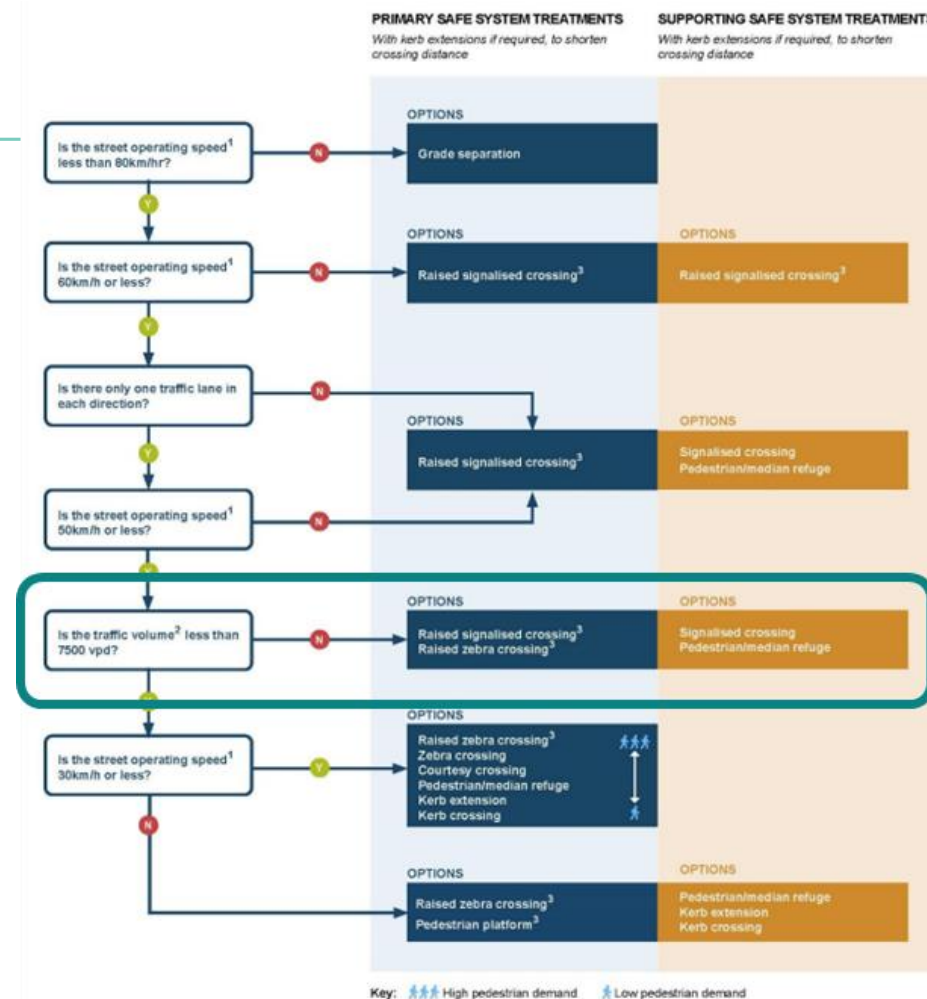 PRIMARY SAFE SYSTEM TREATMENTS
With kerb extensions if required, to shorten
crossing distance
SUPPORTING SAFE SYSTEM TREATMENT
With kerb extensions if required, to shorten
crossing distance
Is the street operating speed1
less than 80km/hr?
N
OPTIONS
Grade separation
Y
Is the street operating speed1
60km/h or less?
N
OPTIONS
Raised signalised crossing3
OPTIONS
Raised signalised crossing3
Y
Is there only one traffic lane in
each direction?
N
OPTIONS
Raised signalised crossing3
OPTIONS
Signalised crossing
Pedestrian/median refuge
Y
Is the street operating speed1
50km/h or less?
N
Y
Is the traffic volume2 less than
7500 vpd?
N
OPTIONS
Raised signalised crossing3
Raised zebra crossing3
OPTIONS
Signalised crossing
Pedestrian/median refuge
Y
Is the street operating speed1
30km/h or less?
Y
OPTIONS
Raised zebra crossing3
Zebra crossing
Courtesy crossing
Pedestrian/median refuge
Kerb extension
Kerb crossing
N
OPTIONS
Raised zebra crossing3
Pedestrian platform3
OPTIONS
Pedestrian/median refuge
Kerb extension
Kerb crossing
Key: High pedestrian demand Low pedestrian demand